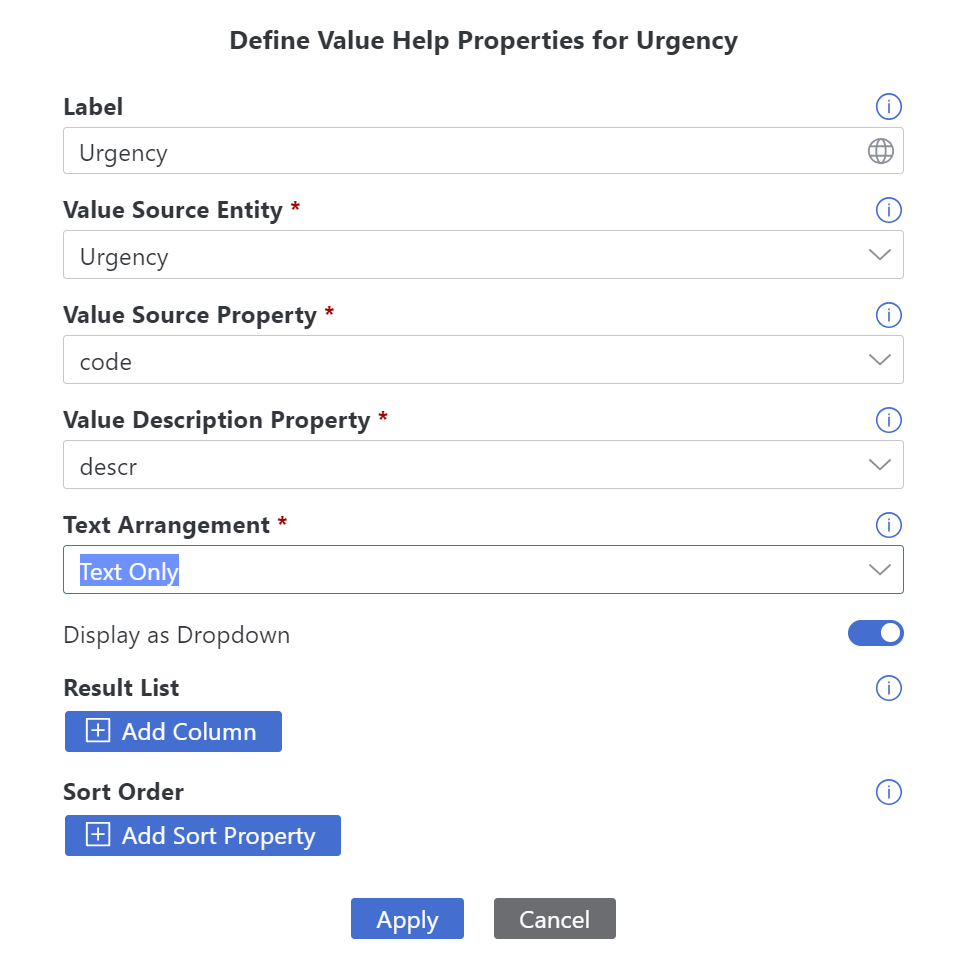 Define Value Help Properties for Urgency
Label
Urgency
Value Source Entity *
Urgency
Value Source Property *
code
Value Description Property *
descr
Text Arrangement *
Text Only
Display as Dropdown
Result List
Add Column
Sort Order
Add Sort Property
Apply Cancel